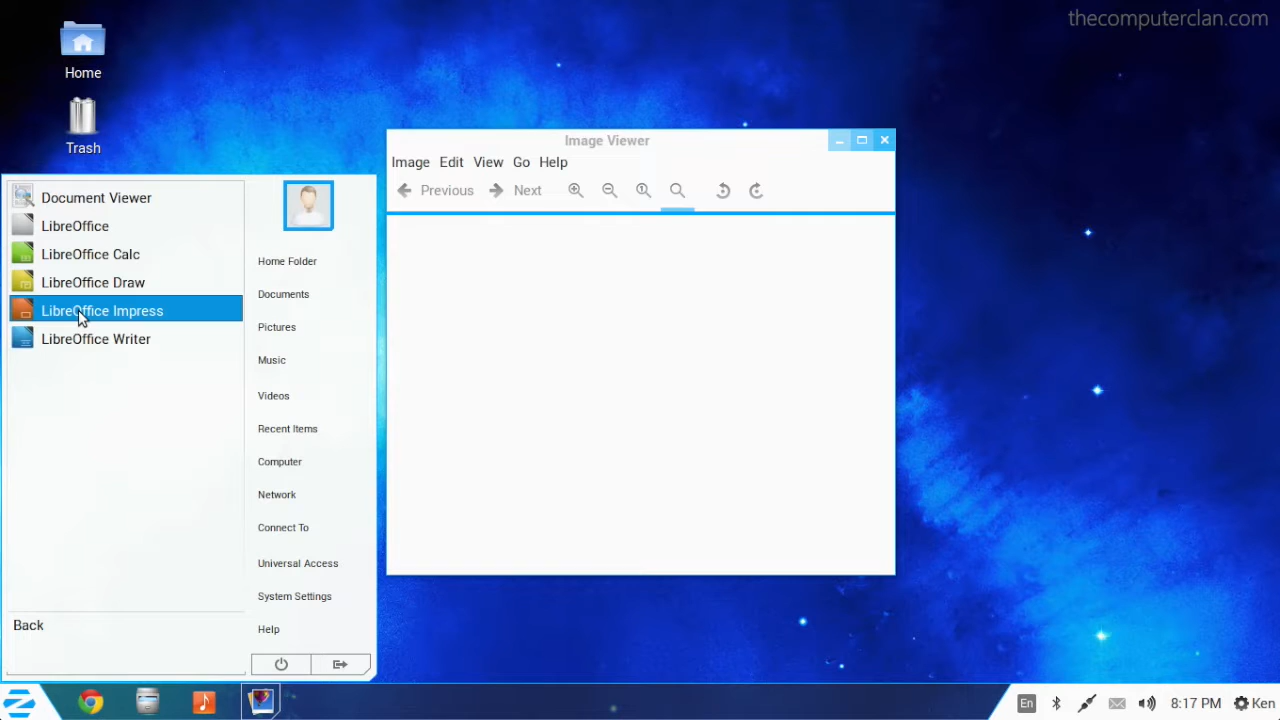 thecomputerclan.com
Home
Trash
Document Viewer
LibreOffice
LibreOffice Calc
LibreOffice Draw
LibreOffice Impress
LibreOffice Writer
Back
Home Folder
Documents
Pictures
Music
Videos
Recent Items
Computer
Network
Connect To
Universal Access
System Settings
Help
Image Viewer
Image Edit View Go Help
Previous Next
En 8:17 PM Ken